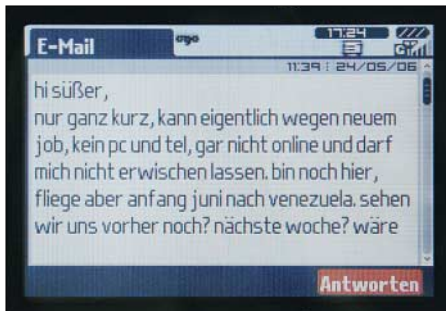 E-Mail
17:24
11:39 : 24/05/06
hi süßer,
nur ganz kurz, kann eigentlich wegen neuem
job, kein pc und tel, gar nicht online und darf
mich nicht erwischen lassen. bin noch hier,
fliege aber anfang juni nach venezuela. sehen
wir uns vorher noch? nächste woche? wäre
Antworten